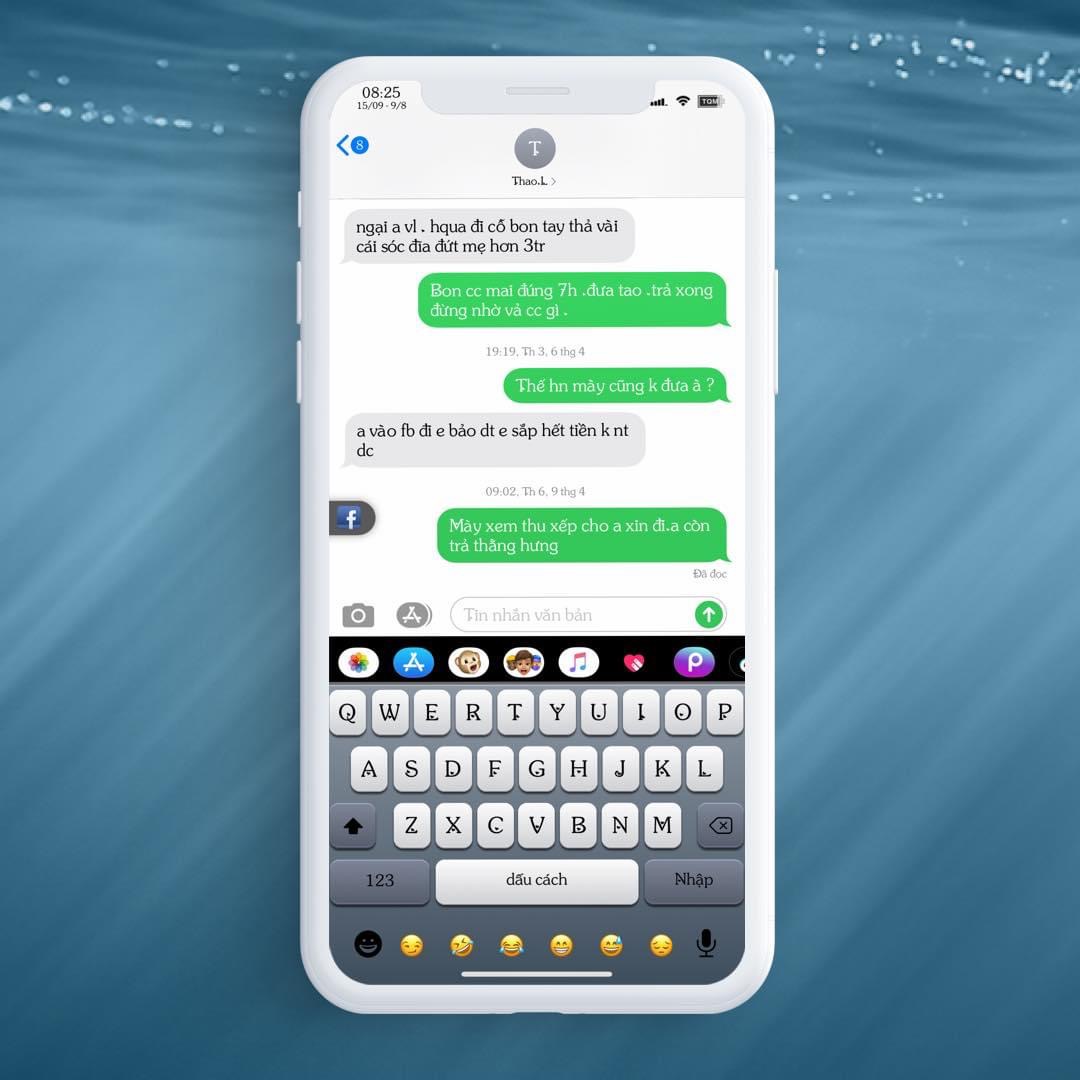 08:25
15/09 - 9/8
TQM
8
T
Thao.L
ngại a vl . hqua đi cỗ bon tay thả vài
cái sóc đĩa đứt mẹ hơn 3tr
Bon cc mai đúng 7h .đưa tao .trả xong
đừng nhờ vả cc gì .
19:19, Th 3, 6 thg 4
Thế hn mày cũng k đưa à ?
a vào fb đi e bảo dt e sắp hết tiền k nt
dc
09:02, Th 6, 9 thg 4
f
Mày xem thu xếp cho a xin đi.a còn
trả thằng hưng
Đã đọc
Tin nhắn văn bản
Q W E R T Y U I O P
A S D F G H J K L
Z X C V B N M
123 dấu cách Nhập